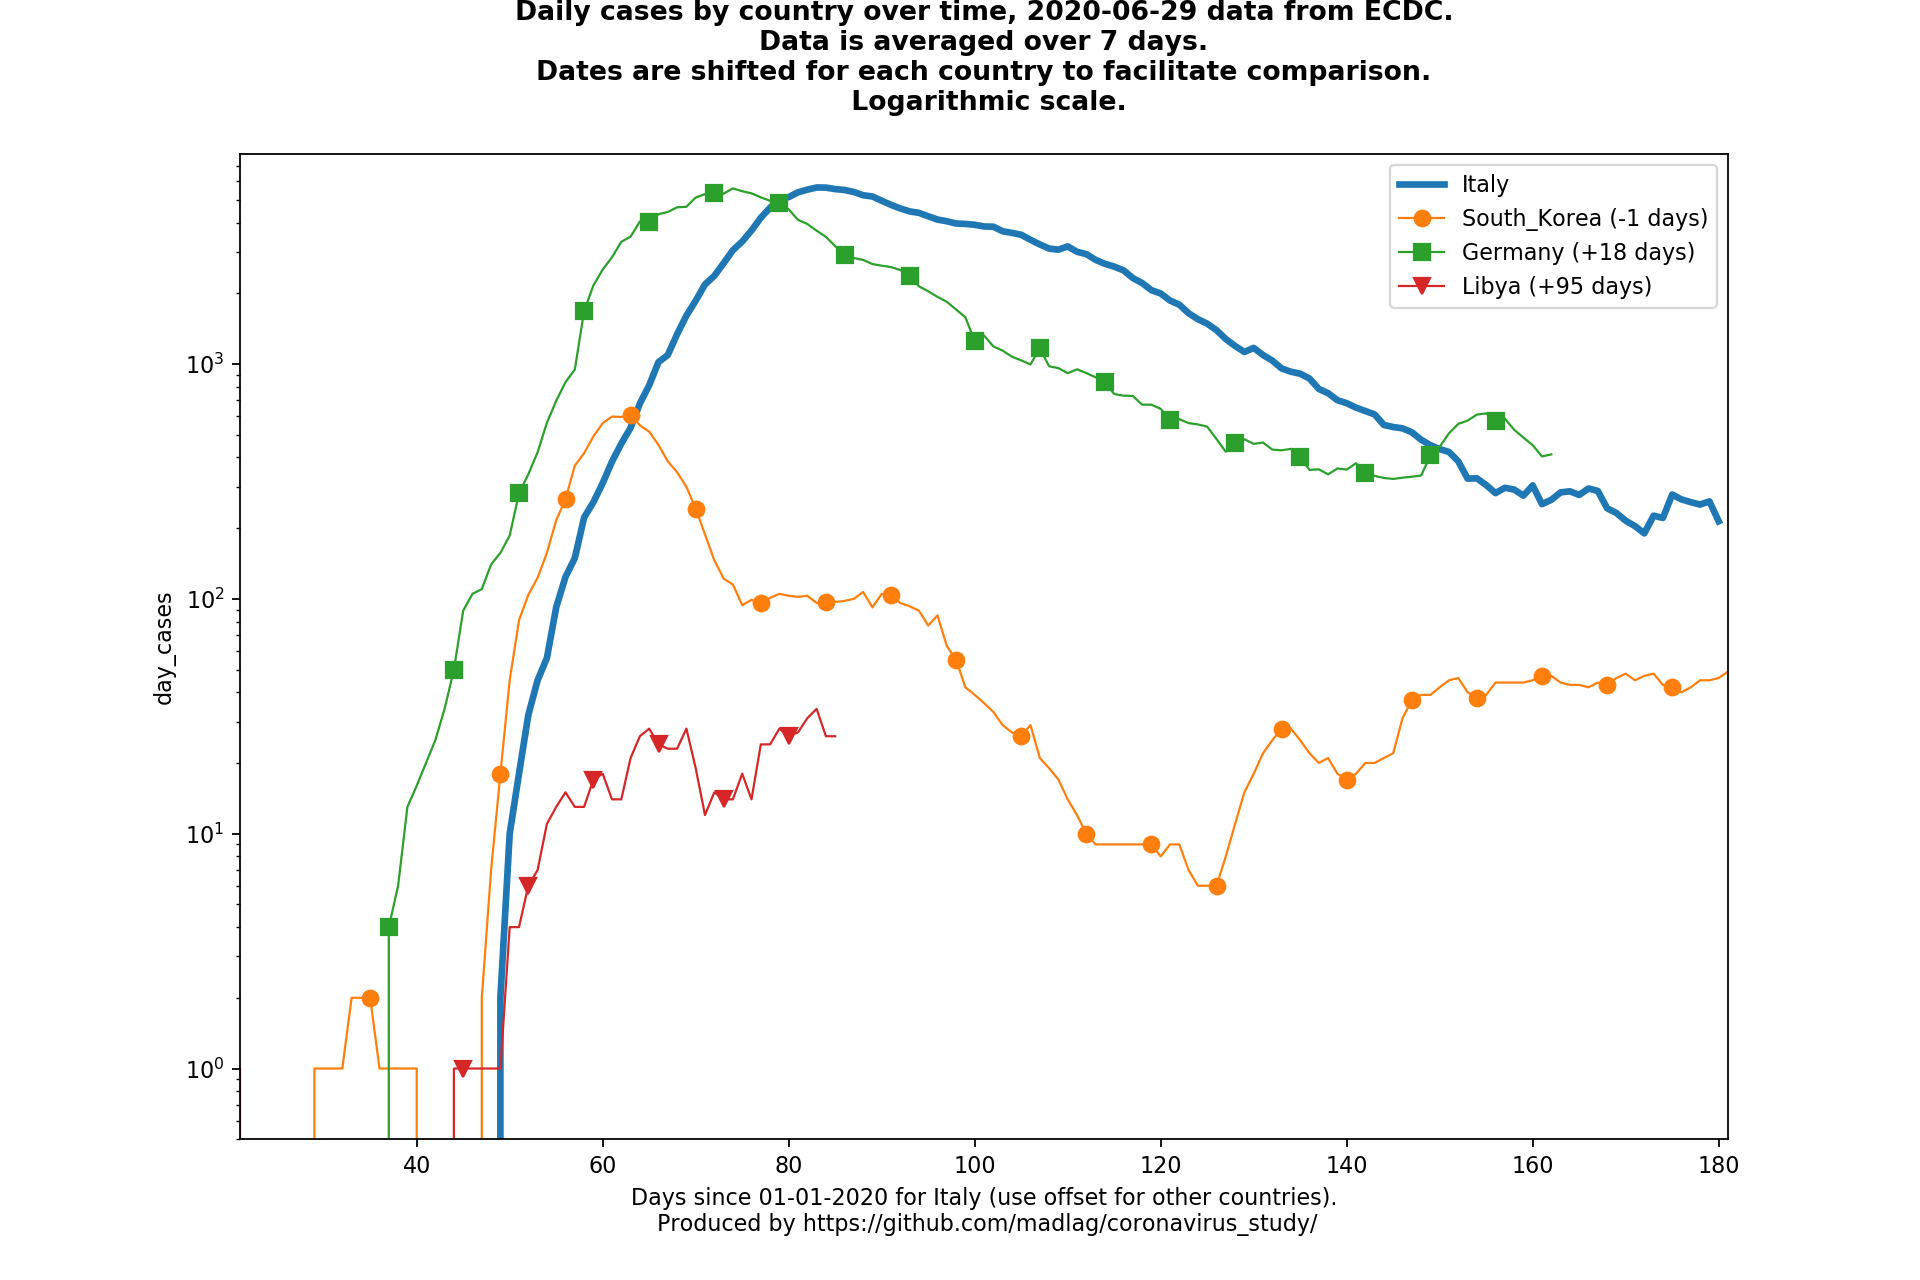 Daily cases by country over time, 2020-06-29 data from ECDC.
Data is averaged over 7 days.
Dates are shifted for each country to facilitate comparison.
Logarithmic scale.
Italy
South_Korea (-1 days)
Germany (+18 days)
Libya (+95 days)
day_cases
10³
10²
10¹
10⁰
40 60 80 100 120 140 160 180
Days since 01-01-2020 for Italy (use offset for other countries).
Produced by https://github.com/madlag/coronavirus_study/